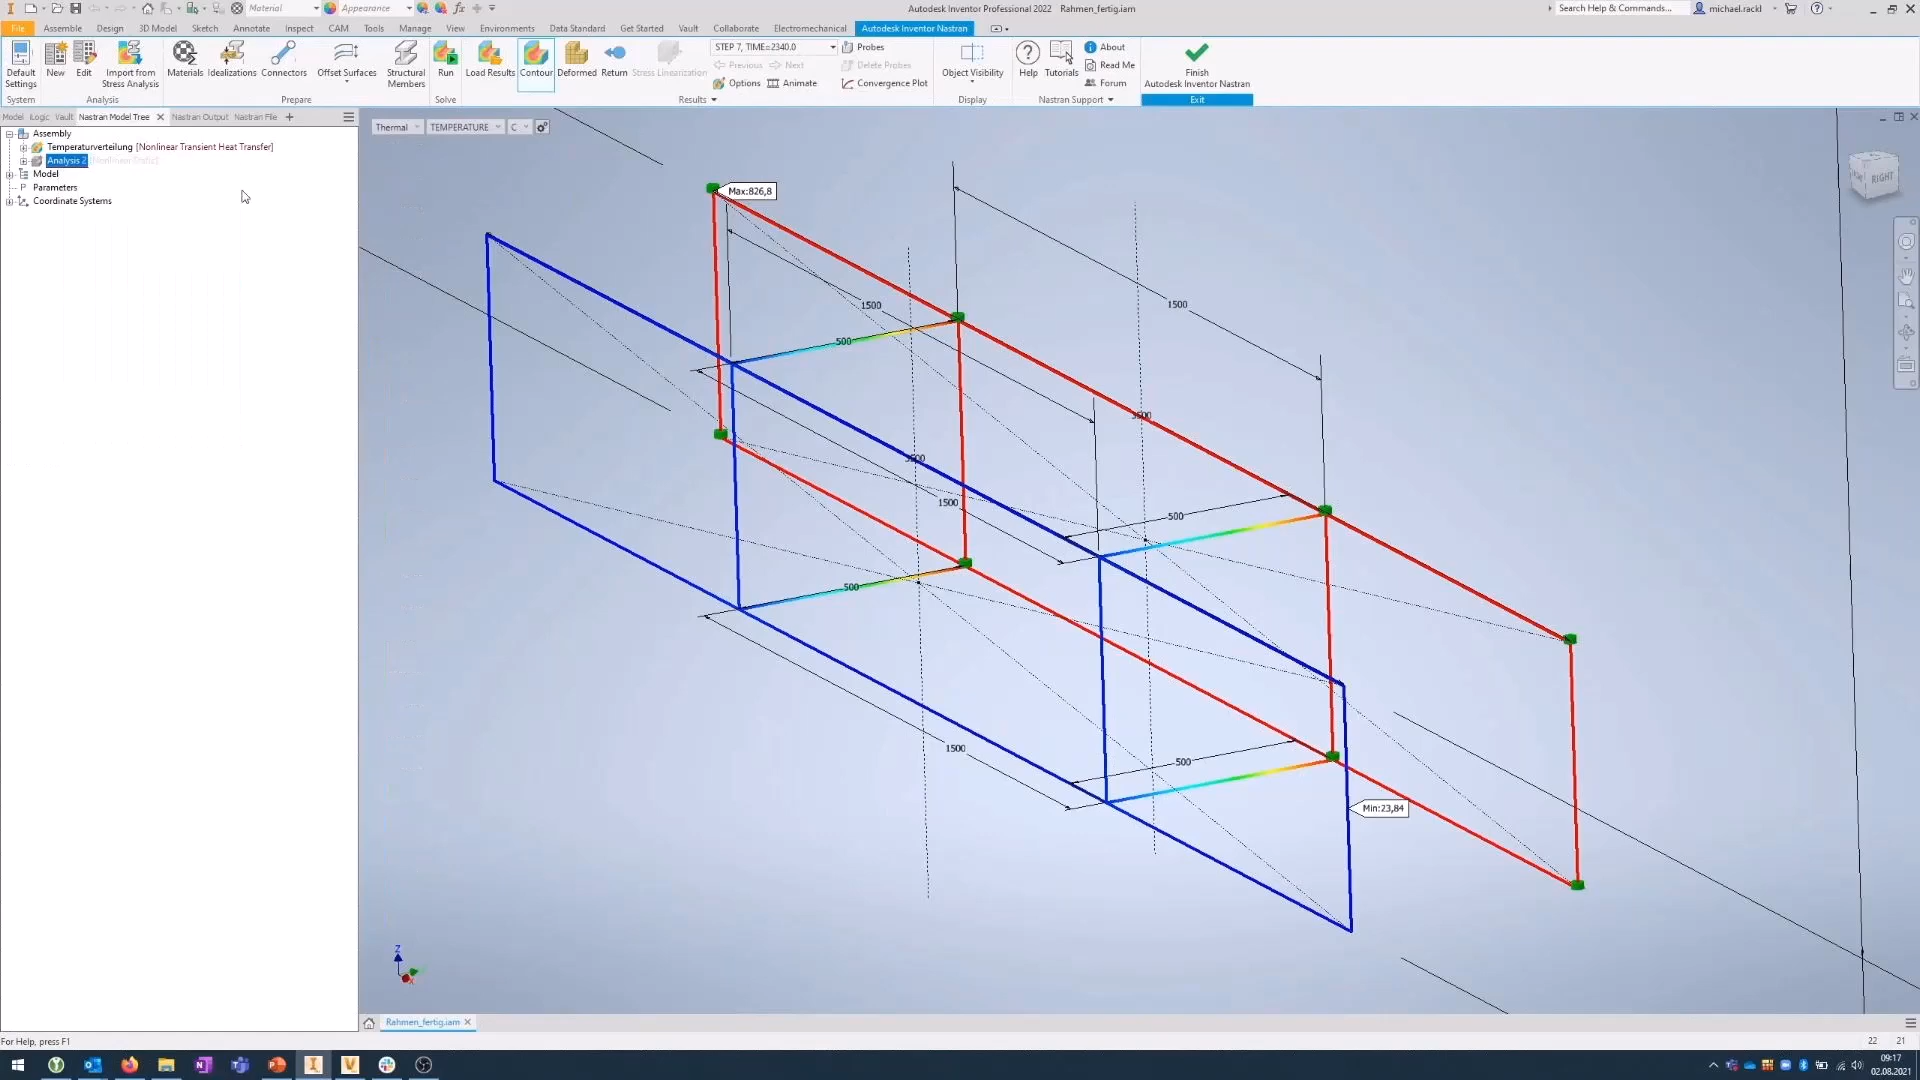 Material
Appearance
Autodesk Inventor Professional 2022 Rahmen_fertig.iam
Search Help & Commands...
michael.rackl
File Assemble Design 3D Model Sketch Annotate Inspect CAM Tools Manage View Environments Data Standard Get Started Vault Collaborate Electromechanical Autodesk Inventor Nastran
Default Settings
New
Edit
Import from Stress Analysis
Materials
Idealizations
Connectors
Offset Surfaces
Structural Members
Run
Load Results
Contour
Deformed
Return
Stress Linearization
STEP 7, TIME=2340.0
Previous Next
Options Animate
Probes
Delete Probes
Convergence Plot
Object Visibility
Help
Tutorials
About
Read Me
Forum
Finish
Autodesk Inventor Nastran
System Analysis Prepare Solve Results Display Nastran Support Exit
Model iLogic Vault Nastran Model Tree Nastran Output Nastran File
Assembly
Temperaturverteilung [Nonlinear Transient Heat Transfer]
Analysis 2 [Nonlinear Static]
Model
Parameters
Coordinate Systems
Thermal TEMPERATURE C
RIGHT
Max:826,8
1500
1500
500
3500
3500
1500
500
500
1500
500
Min:23,84
Z
X
Rahmen_fertig.iam
For Help, press F1
22 21
09:17
02.08.2021